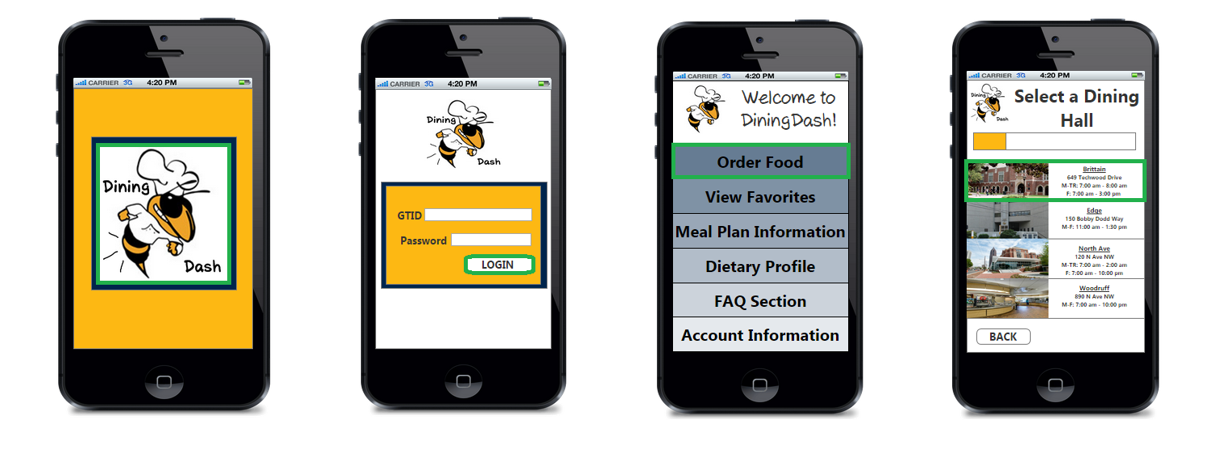 CARRIER 3G 4:20 PM
Dining
Dash
CARRIER 3G 4:20 PM
Dining
Dash
GTID
Password
LOGIN
CARRIER 3G 4:20 PM
Welcome to
DiningDash!
Order Food
View Favorites
Meal Plan Information
Dietary Profile
FAQ Section
Account Information
CARRIER 3G 4:20 PM
Dining
Dash
Select a Dining
Hall
Brittain
649 Techwood Drive
M-TR: 7:00 am - 8:00 am
F: 7:00 am - 3:00 pm
Edge
150 Bobby Dodd Way
M-F: 11:00 am - 1:30 pm
North Ave
120 N Ave NW
M-TR: 7:00 am - 2:00 am
F: 7:00 am - 10:00 pm
Woodruff
890 N Ave NW
M-F: 7:00 am - 10:00 pm
BACK